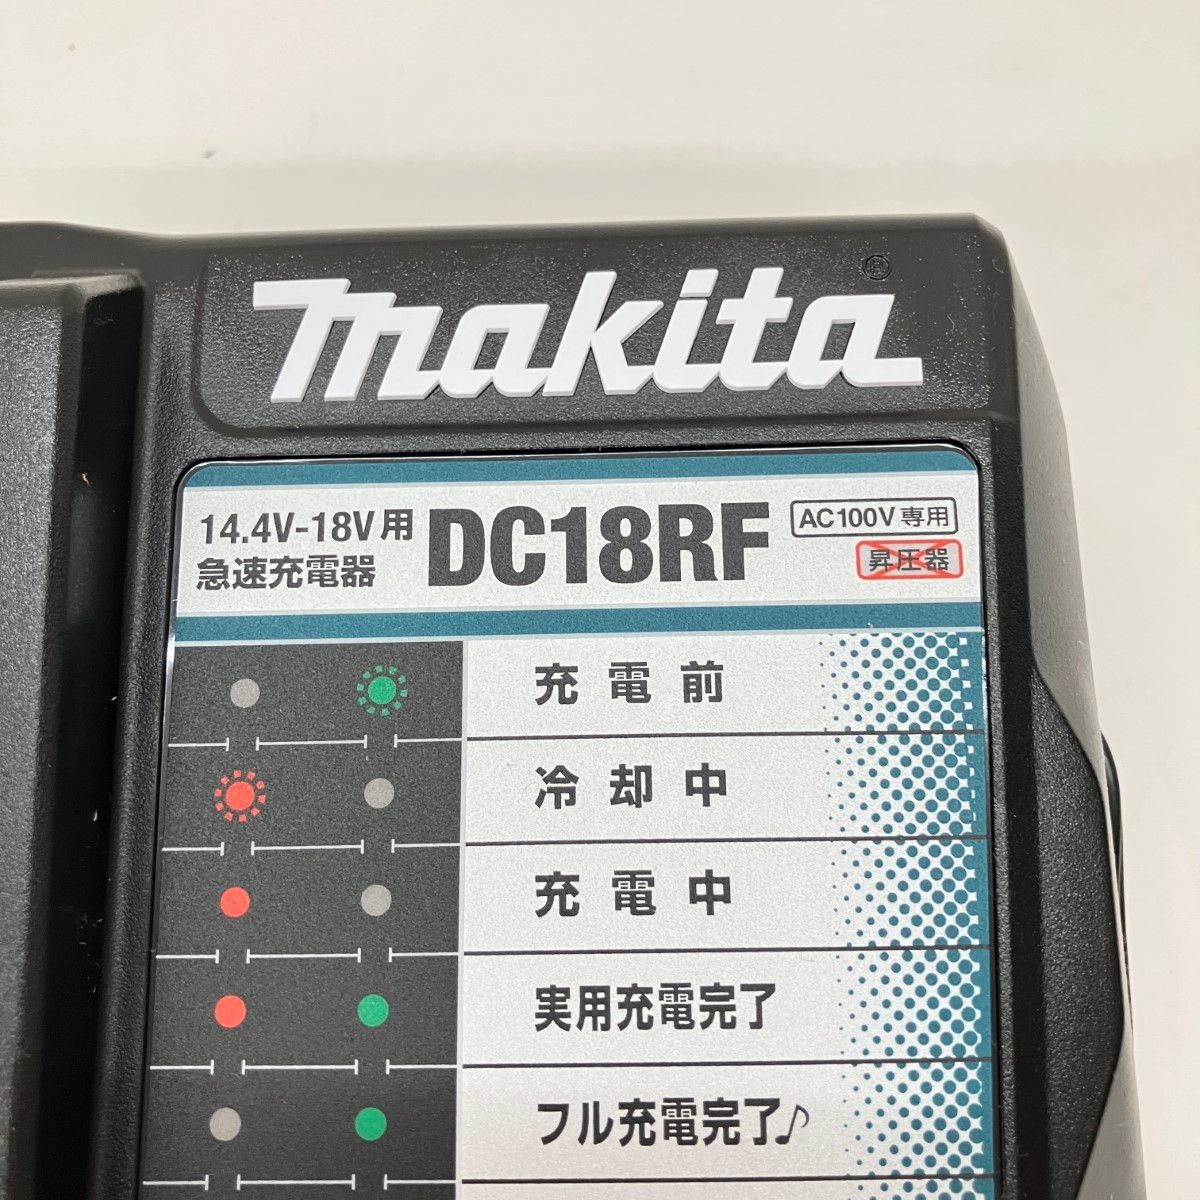 makita®
14.4V-18V用
急速充電器
DC18RF
AC100V専用
昇圧器
充電前
冷却中
充電中
実用充電完了
フル充電完了♪